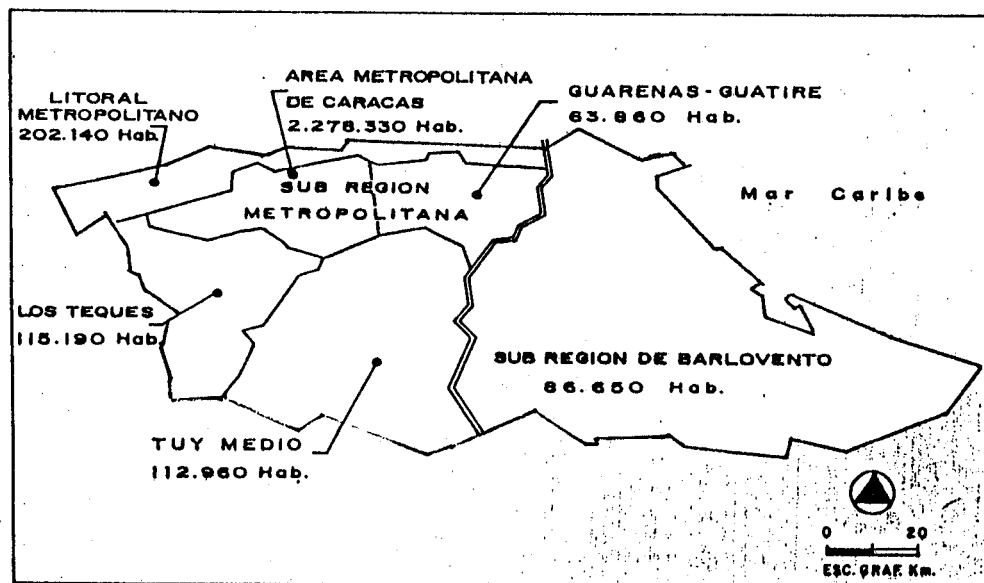 LITORAL
METROPOLITANO
202.140 Hab.
AREA METROPOLITANA
DE CARACAS
2.278.330 Hab.
GUARENAS - GUATIRE
63.860 Hab.
SUB REGION
METROPOLITANA
Mar Caribe
LOS TEQUES
115.190 Hab.
SUB REGION DE BARLOVENTO
86.650 Hab.
TUY MEDIO
112.960 Hab.
0 20
ESC. GRAF. Km.